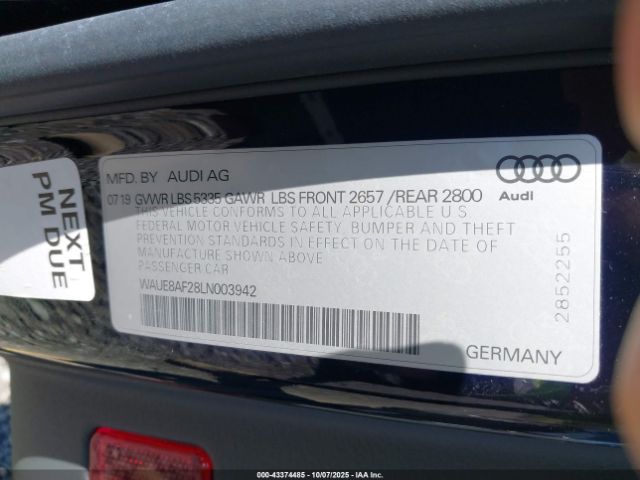 MFD. BY AUDI AG
07 19 GVWR LBS 5335 GAWR LBS FRONT 2657 /REAR 2800
THIS VEHICLE CONFORMS TO ALL APPLICABLE U S
FEDERAL MOTOR VEHICLE SAFETY, BUMPER AND THEFT
PREVENTION STANDARDS IN EFFECT ON THE DATE OF
MANUFACTURE SHOWN ABOVE
PASSENGER CAR
WAUE8AF28LN003942
GERMANY
Audi
2852255
NEXT
PM DUE
000-43374485 - 10/07/2025 - IAA, Inc.